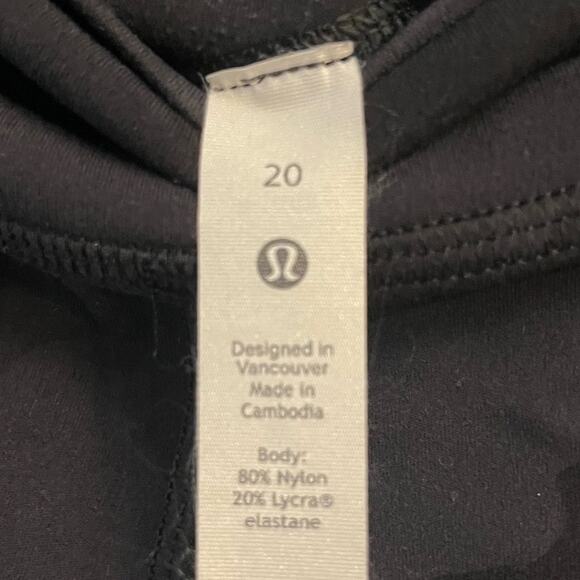 20
Designed in
Vancouver
Made in
Cambodia
Body:
80% Nylon
20% Lycra®
elastane